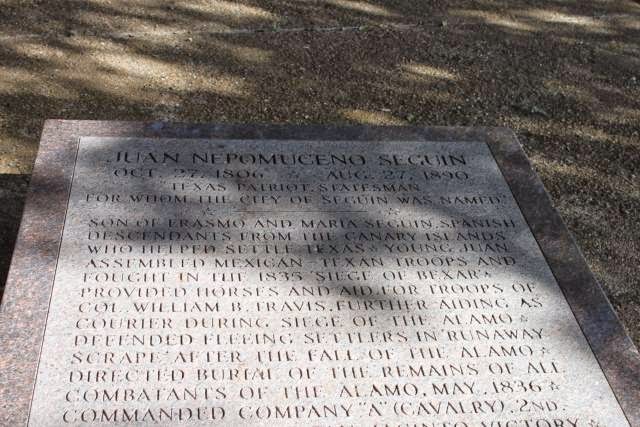 JUAN NEPOMUCENO SEGUIN
OCT. 27, 1806 ☆ AUG. 27, 1890
"TEXAS PATRIOT, STATESMAN
FOR WHOM THE CITY OF SEGUIN WAS NAMED"
SON OF ERASMO AND MARIA SEGUIN, SPANISH
DESCENDANTS FROM THE CANARY ISLANDS
WHO HELPED SETTLE TEXAS ☆ YOUNG JUAN
ASSEMBLED MEXICAN-TEXAN TROOPS AND
FOUGHT IN THE 1835 "SIEGE OF BEXAR" ☆
PROVIDED HORSES AND AID FOR TROOPS OF
COL. WILLIAM B. TRAVIS, FURTHER AIDING AS
COURIER DURING SIEGE OF THE ALAMO ☆
DEFENDED FLEEING SETTLERS IN "RUNAWAY
SCRAPE" AFTER THE FALL OF THE ALAMO ☆
DIRECTED BURIAL OF THE REMAINS OF ALL
COMBATANTS OF THE ALAMO, MAY, 1836 ☆
COMMANDED COMPANY "A" (CAVALRY), 2ND.
JACINTO VICTORY ☆